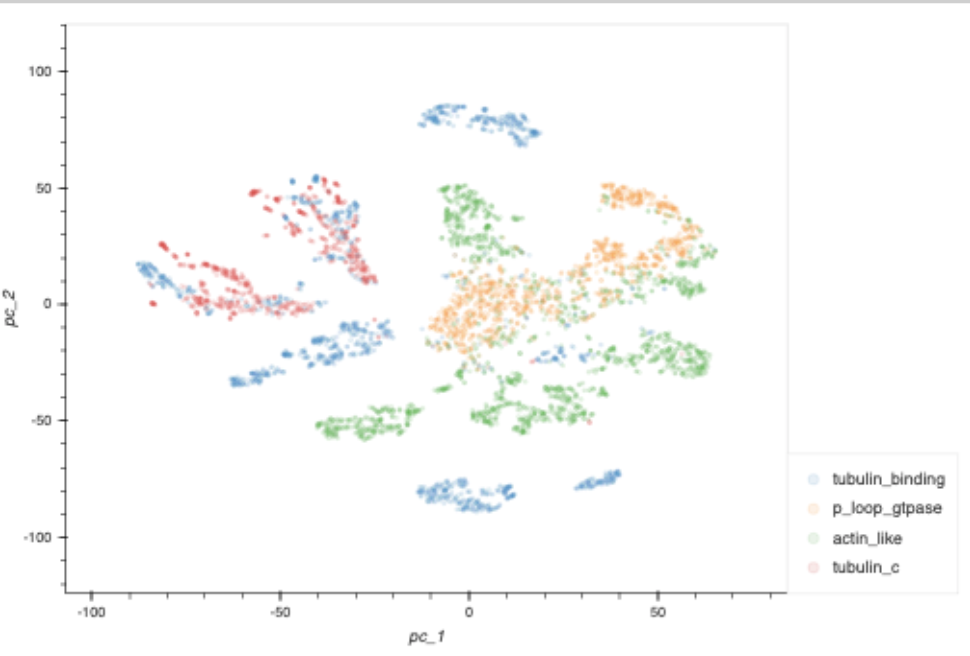 100
50
0
-50
-100
pc_2
-100
-50
0
50
pc_1
tubulin_binding
p_loop_gtpase
actin_like
tubulin_c